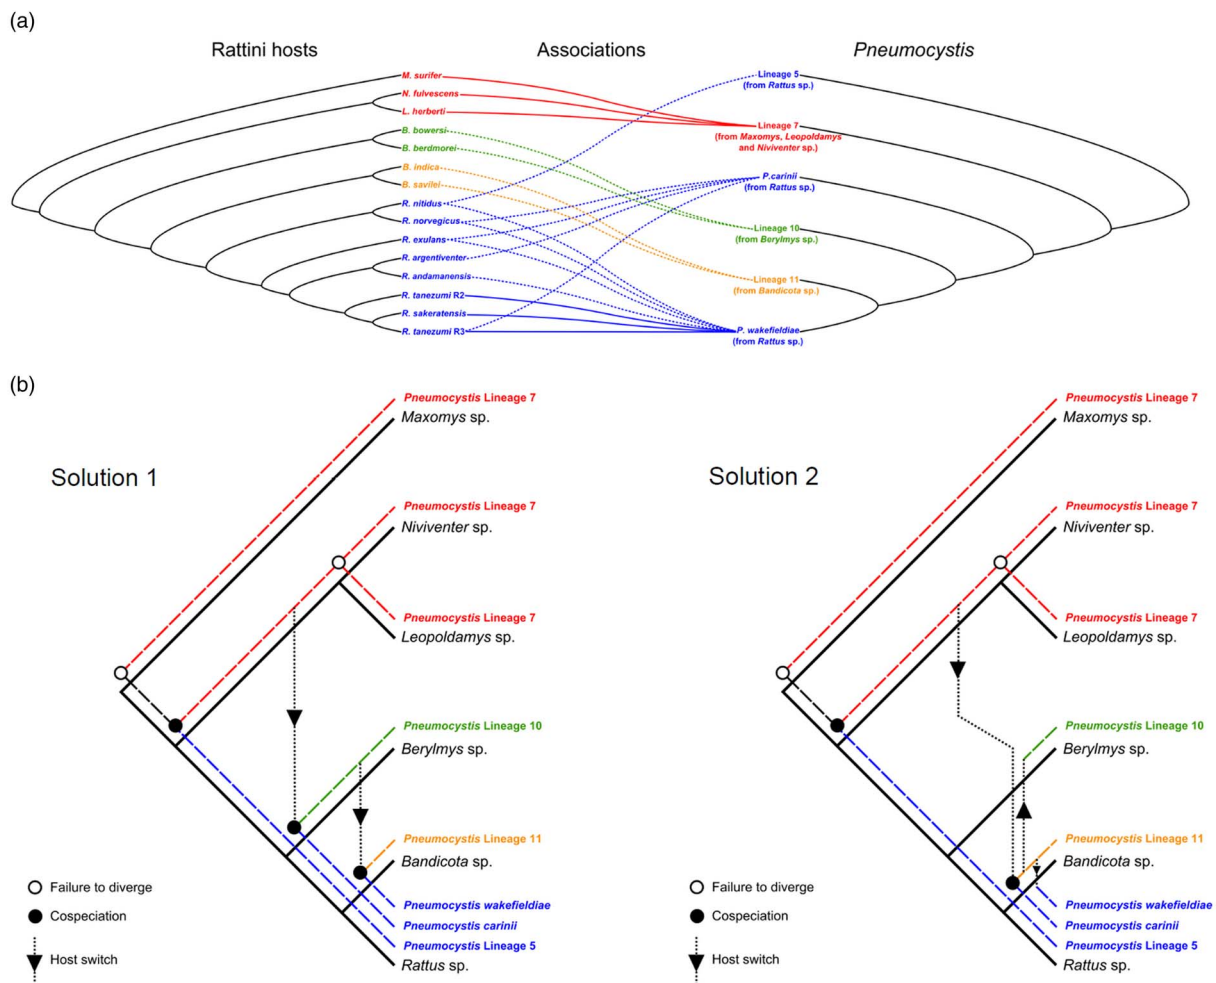 (a)
Rattini hosts
Associations
Pneumocystis
M. surifer
N. fulvescens
L. herberti
B. bowersi
B. berdmorei
B. indica
B. savilei
R. nitidus
R. norvegicus
R. exulans
R. argentiventer
R. andamanensis
R. tanezumi R2
R. sakeratensis
R. tanezumi R3
Lineage 5
(from Rattus sp.)
Lineage 7
(from Maxomys, Leopoldamys
and Niviventer sp.)
P.carinii
(from Rattus sp.)
Lineage 10
(from Berylmys sp.)
Lineage 11
(from Bandicota sp.)
P. wakefieldiae
(from Rattus sp.)
(b)
Solution 1
Pneumocystis Lineage 7
Maxomys sp.
Pneumocystis Lineage 7
Niviventer sp.
Pneumocystis Lineage 7
Leopoldamys sp.
Pneumocystis Lineage 10
Berylmys sp.
Pneumocystis Lineage 11
Bandicota sp.
Pneumocystis wakefieldiae
Pneumocystis carinii
Pneumocystis Lineage 5
Rattus sp.
Failure to diverge
Cospeciation
Host switch
Solution 2
Pneumocystis Lineage 7
Maxomys sp.
Pneumocystis Lineage 7
Niviventer sp.
Pneumocystis Lineage 7
Leopoldamys sp.
Pneumocystis Lineage 10
Berylmys sp.
Pneumocystis Lineage 11
Bandicota sp.
Pneumocystis wakefieldiae
Pneumocystis carinii
Pneumocystis Lineage 5
Rattus sp.
Failure to diverge
Cospeciation
Host switch